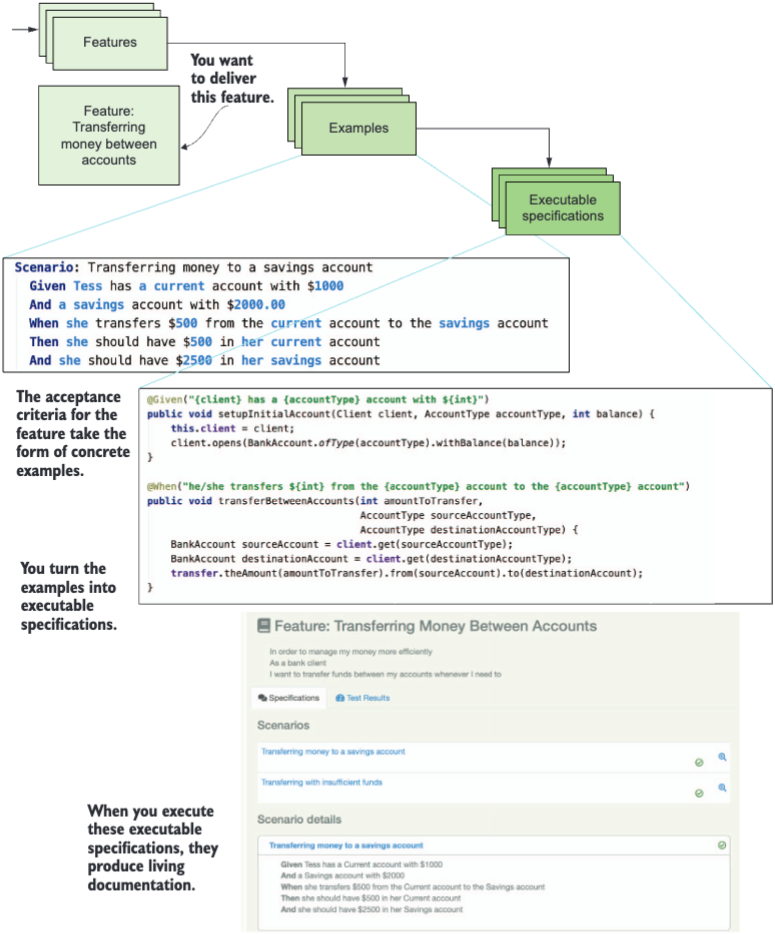 Features
You want
to deliver
this feature.
Feature:
Transferring
money between
accounts
Examples
Executable
specifications
Scenario: Transferring money to a savings account
Given Tess has a current account with $1000
And a savings account with $2000.00
When she transfers $500 from the current account to the savings account
Then she should have $500 in her current account
And she should have $2500 in her savings account
The acceptance
criteria for the
feature take the
form of concrete
examples.
@Given("{client} has a {accountType} account with ${int}")
public void setupInitialAccount(Client client, AccountType accountType, int balance) {
this.client = client;
client.opens(BankAccount.ofType(accountType).withBalance(balance));
}
@When("he/she transfers ${int} from the {accountType} account to the {accountType} account")
public void transferBetweenAccounts(int amountToTransfer,
AccountType sourceAccountType,
AccountType destinationAccountType) {
BankAccount sourceAccount = client.get(sourceAccountType);
BankAccount destinationAccount = client.get(destinationAccountType);
transfer.theAmount(amountToTransfer).from(sourceAccount).to(destinationAccount);
}
You turn the
examples into
executable
specifications.
Feature: Transferring Money Between Accounts
In order to manage my money more efficiently
As a bank client
I want to transfer funds between my accounts whenever I need to
Specifications Test Results
Scenarios
Transferring money to a savings account
Transferring with insufficient funds
Scenario details
Transferring money to a savings account
Given Tess has a Current account with $1000
And a Savings account with $2000
When she transfers $500 from the Current account to the Savings account
Then she should have $500 in her Current account
And she should have $2500 in her Savings account
When you execute
these executable
specifications, they
produce living
documentation.